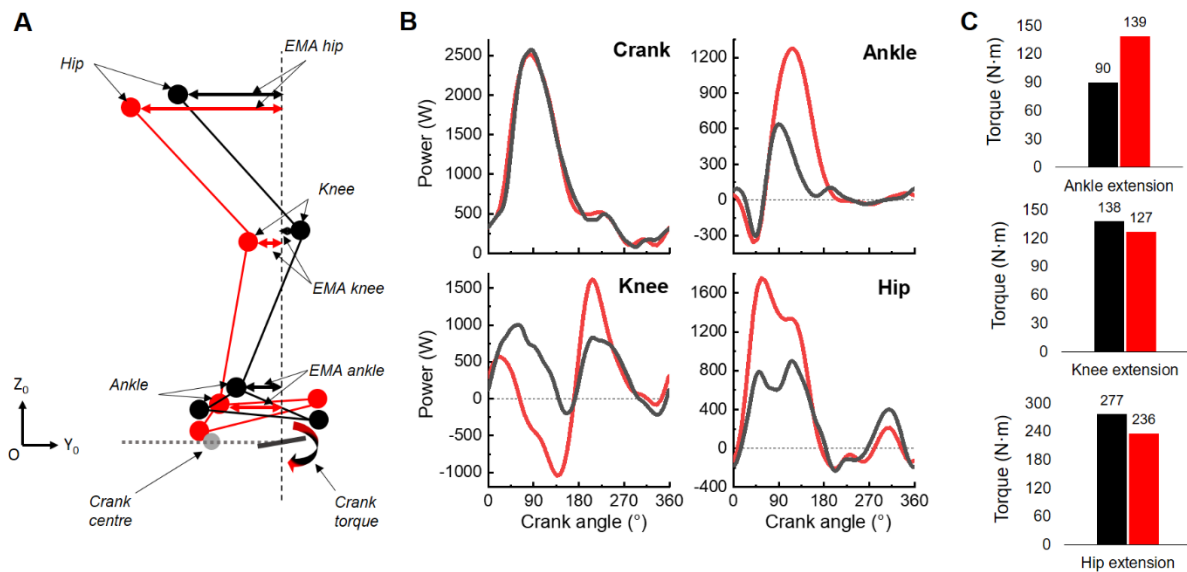 A
EMA hip
Hip
Knee
EMA knee
Ankle
EMA ankle
Z0
O
Y0
Crank
centre
Crank
torque
B
Crank
Power (W)
2500
2000
1500
1000
500
0
Ankle
1200
900
600
300
0
-300
Knee
Power (W)
1500
1000
500
0
-500
-1000
0 90 180 270 360
Crank angle (°)
Hip
1600
1200
800
400
0
-400
0 90 180 270 360
Crank angle (°)
C
Torque (N·m)
150
120
90
60
30
0
90
139
Ankle extension
Torque (N·m)
150
120
90
60
30
0
138
127
Knee extension
Torque (N·m)
300
240
180
120
60
0
277
236
Hip extension